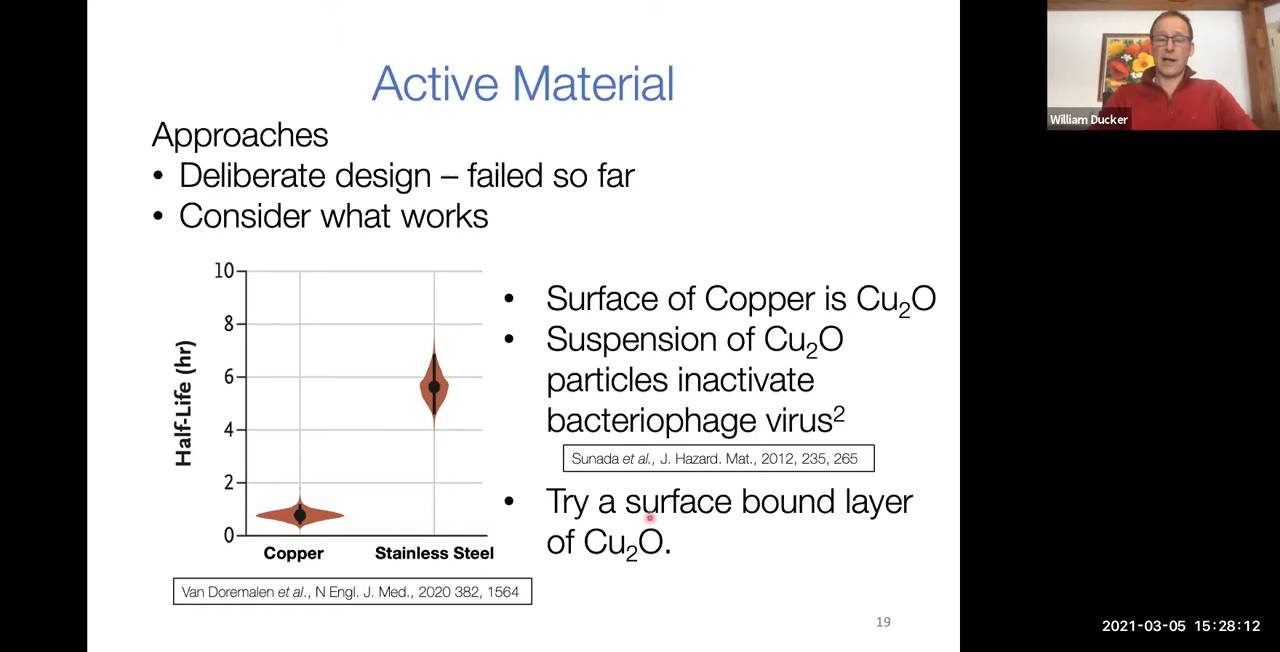 Active Material
Approaches
• Deliberate design – failed so far
• Consider what works
Half-Life (hr)
10
8
6
4
2
0
Copper
Stainless Steel
Van Doremalen et al., N Engl. J. Med., 2020 382, 1564
• Surface of Copper is Cu₂O
• Suspension of Cu₂O
particles inactivate
bacteriophage virus²
Sunada et al., J. Hazard. Mat., 2012, 235, 265
• Try a surface bound layer
of Cu₂O.
19
William Ducker
2021-03-05 15:28:12